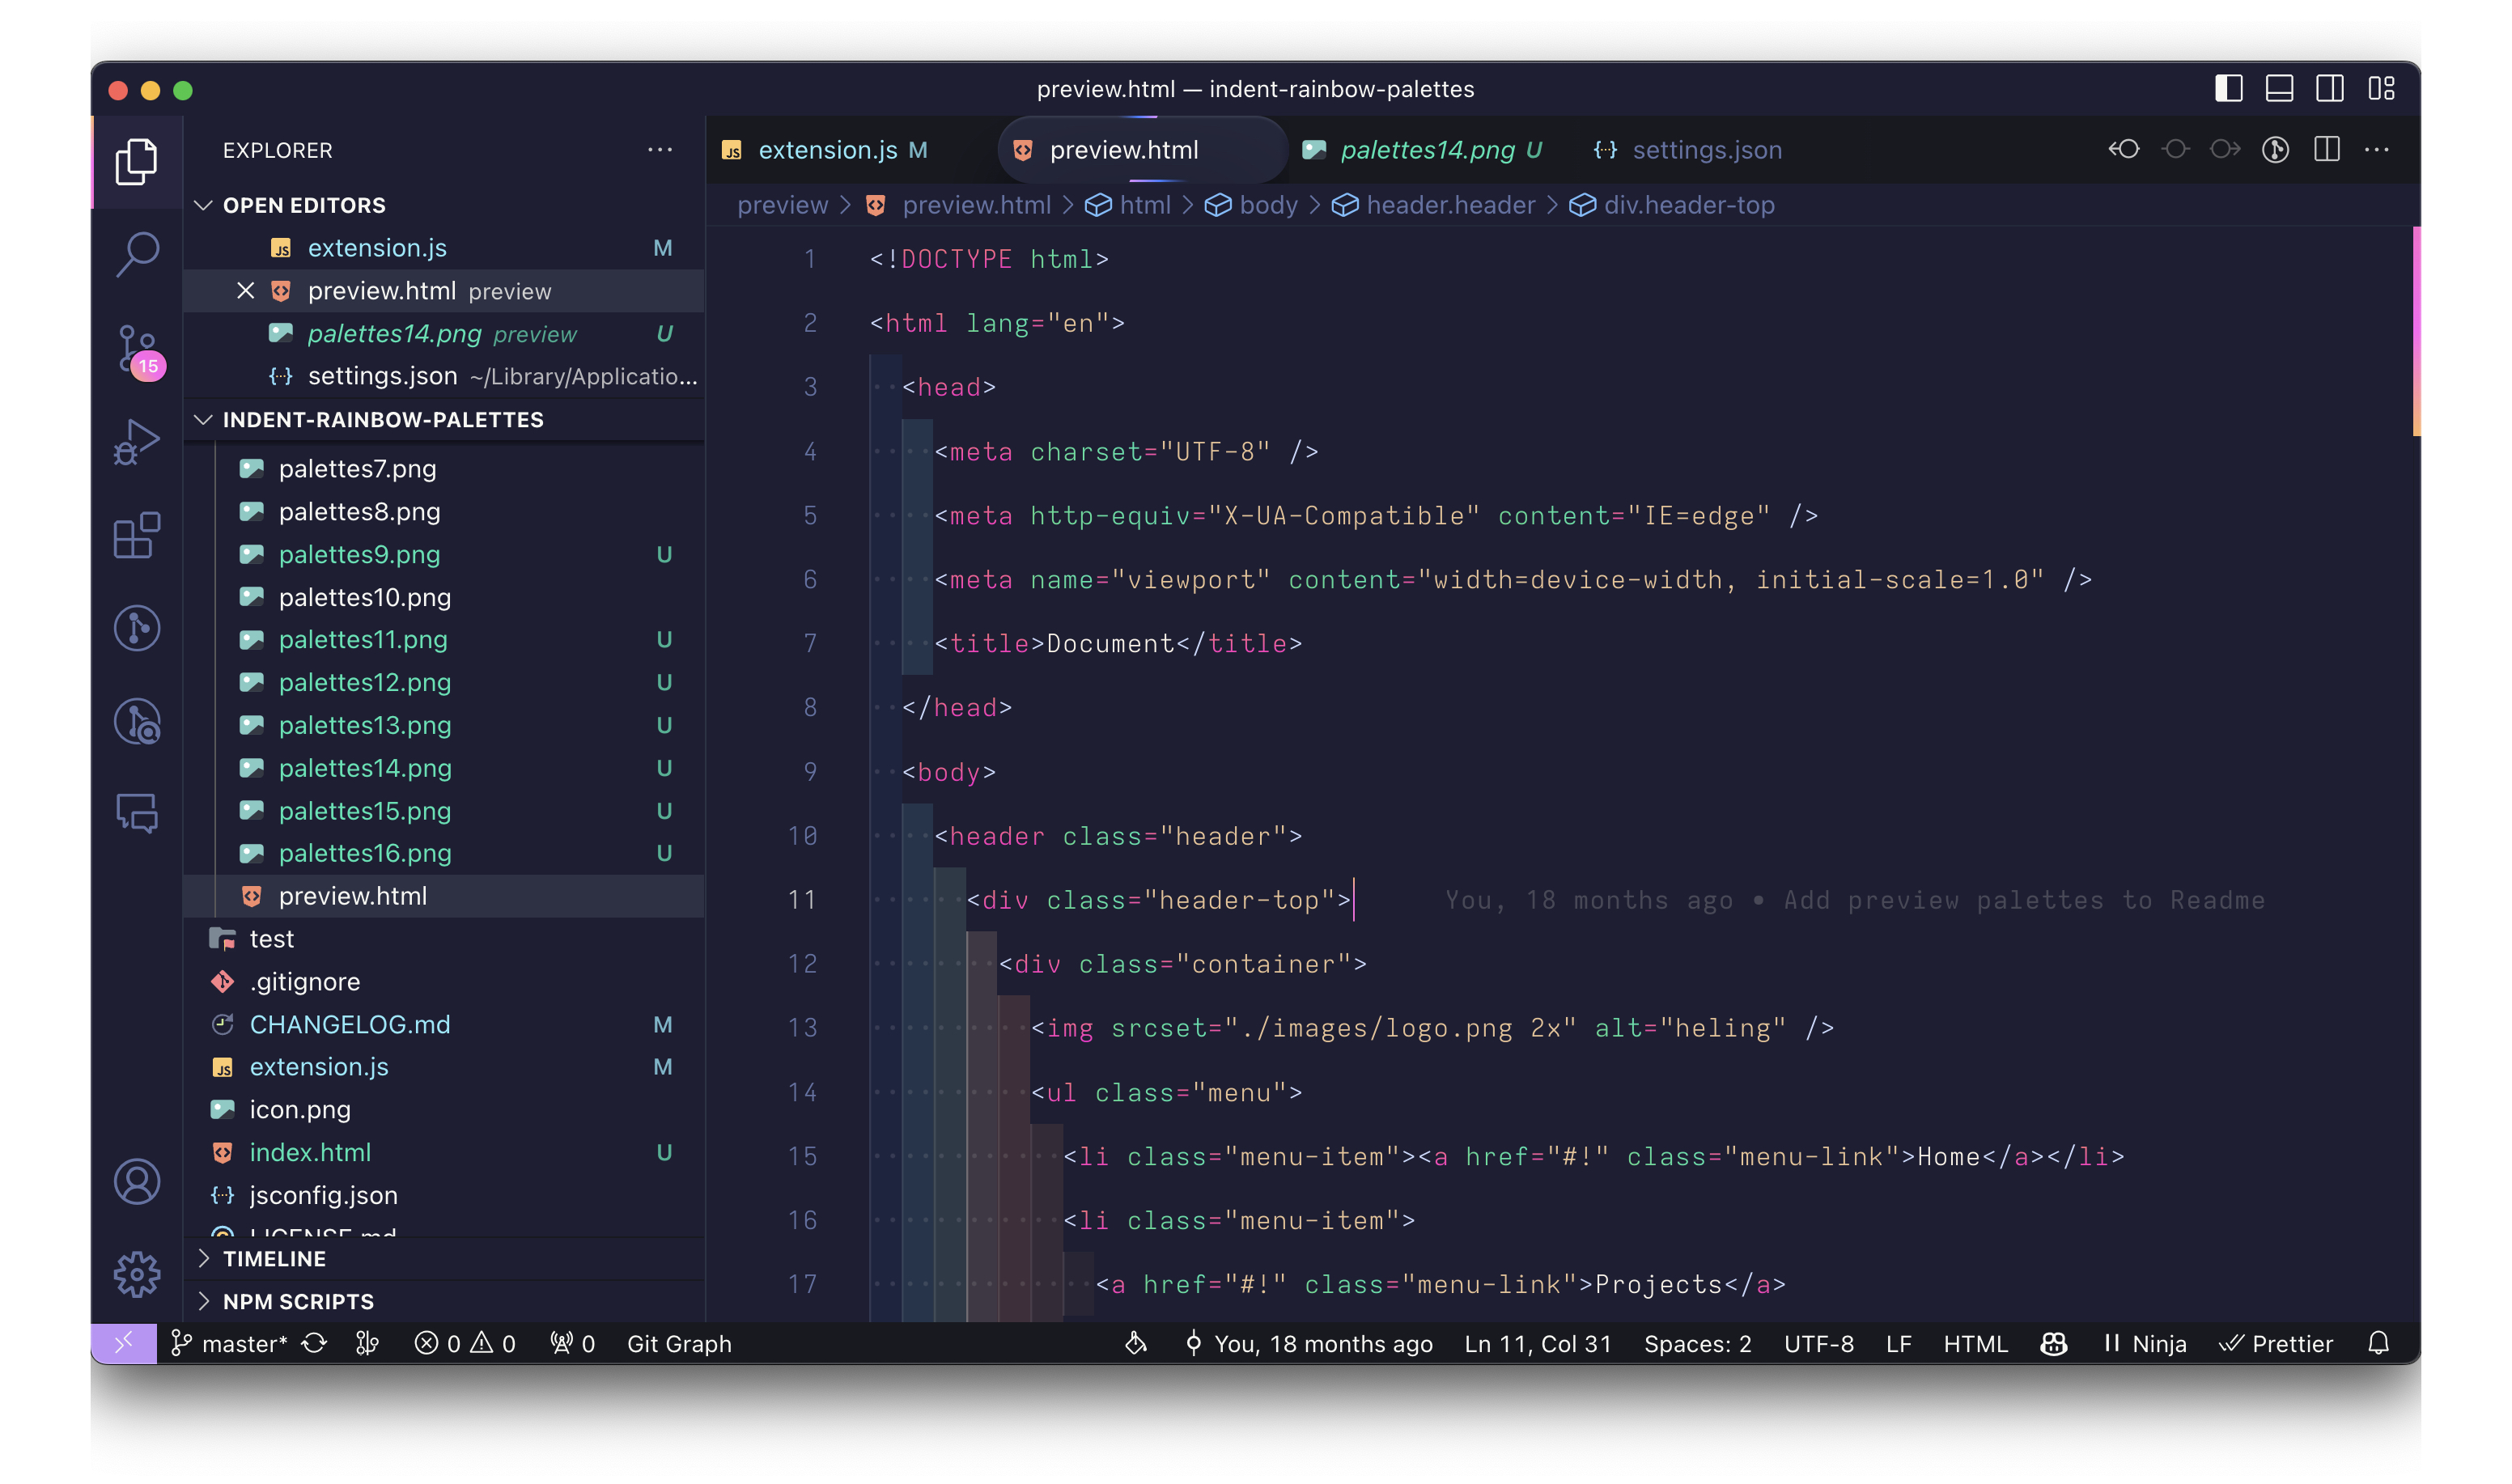 preview.html — indent-rainbow-palettes
EXPLORER
OPEN EDITORS
extension.js M
preview.html preview
palettes14.png preview U
settings.json ~/Library/Applicatio...
INDENT-RAINBOW-PALETTES
palettes7.png
palettes8.png
palettes9.png U
palettes10.png
palettes11.png U
palettes12.png U
palettes13.png U
palettes14.png U
palettes15.png U
palettes16.png U
preview.html
test
.gitignore
CHANGELOG.md M
extension.js M
icon.png
index.html U
jsconfig.json
LICENSE.md
TIMELINE
NPM SCRIPTS
15
extension.js M preview.html palettes14.png U settings.json
preview > preview.html > html > body > header.header > div.header-top
1 <!DOCTYPE html>
2 <html lang="en">
3 <head>
4 <meta charset="UTF-8" />
5 <meta http-equiv="X-UA-Compatible" content="IE=edge" />
6 <meta name="viewport" content="width=device-width, initial-scale=1.0" />
7 <title>Document</title>
8 </head>
9 <body>
10 <header class="header">
11 <div class="header-top"> You, 18 months ago • Add preview palettes to Readme
12 <div class="container">
13 <img srcset="./images/logo.png 2x" alt="heling" />
14 <ul class="menu">
15 <li class="menu-item"><a href="#!" class="menu-link">Home</a></li>
16 <li class="menu-item">
17 <a href="#!" class="menu-link">Projects</a>
master* 0 0 0 Git Graph You, 18 months ago Ln 11, Col 31 Spaces: 2 UTF-8 LF HTML Ninja Prettier